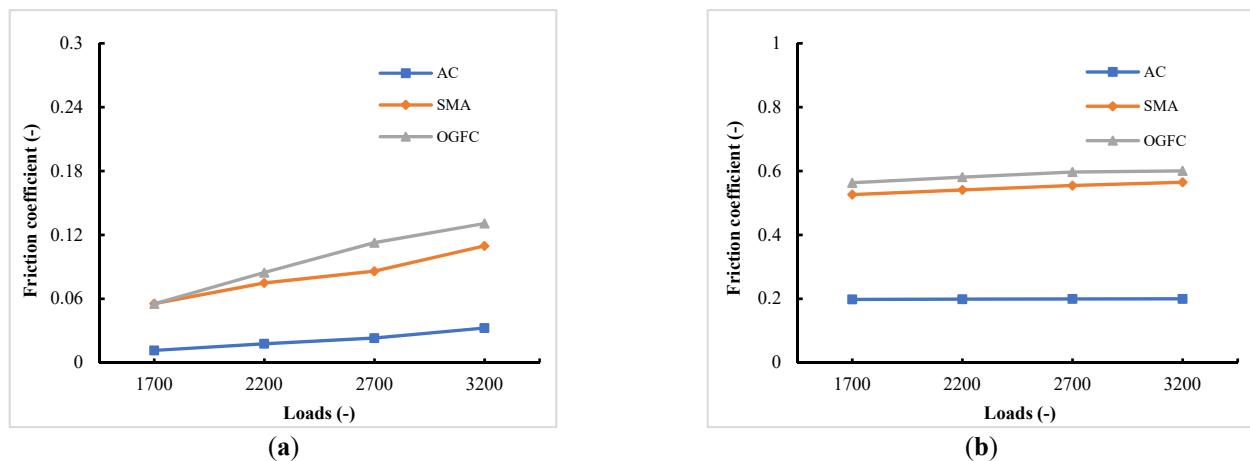 0.3
0.24
0.18
0.12
0.06
0
Friction coefficient (-)
AC
SMA
OGFC
1700 2200 2700 3200
Loads (-)
(a)
1
0.8
0.6
0.4
0.2
0
Friction coefficient (-)
AC
SMA
OGFC
1700 2200 2700 3200
Loads (-)
(b)